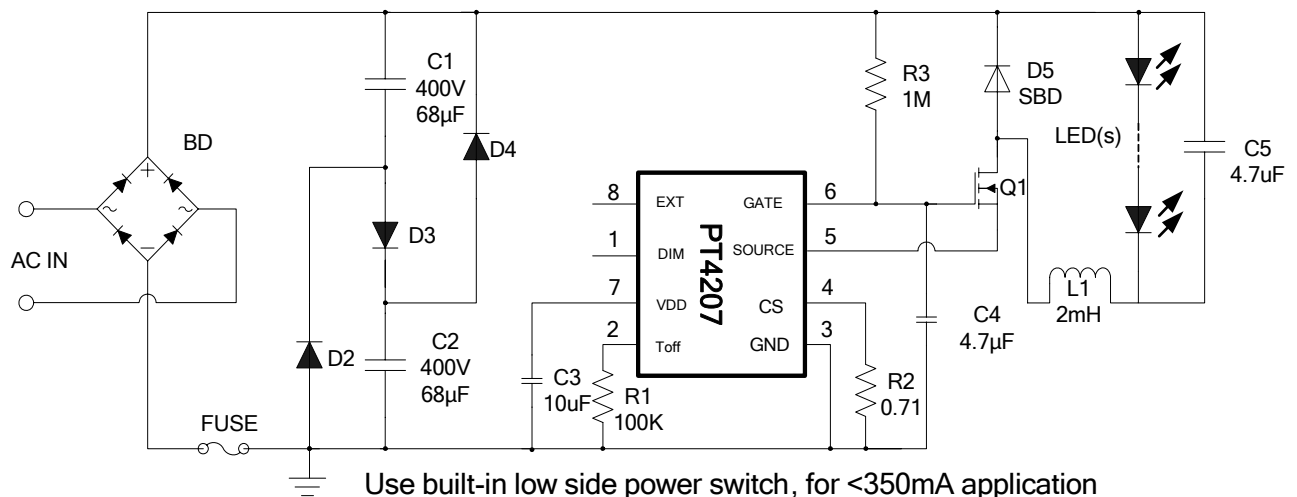 C1
400V
68µF
R3
1M
D5
SBD
BD
D4
LED(s)
C5
4.7uF
+
~
~
−
8
EXT
GATE
6
Q1
D3
1
DIM
SOURCE
5
PT4207
AC IN
7
VDD
CS
4
L1
2mH
C2
400V
68µF
D2
2
Toff
GND
3
C4
4.7µF
C3
10uF
R1
100K
R2
0.71
FUSE
Use built-in low side power switch, for <350mA application